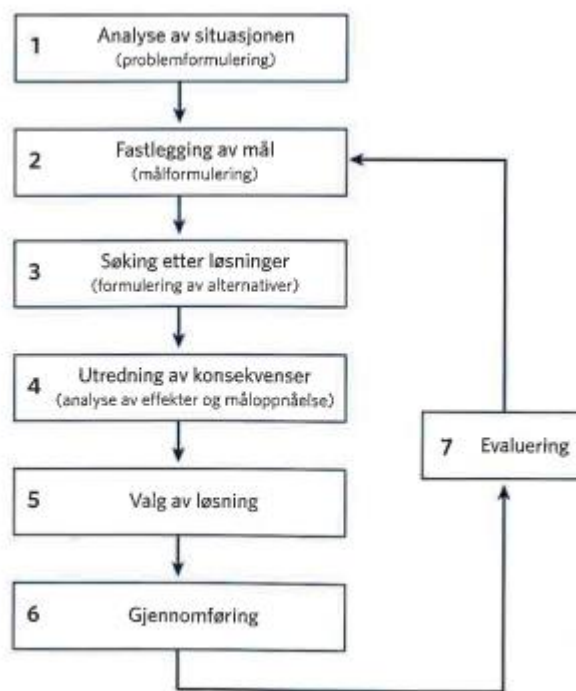 1 Analyse av situasjonen
(problemformulering)
2 Fastlegging av mål
(målformulering)
3 Søking etter løsninger
(formulering av alternativer)
4 Utredning av konsekvenser
(analyse av effekter og måloppnåelse)
5 Valg av løsning
6 Gjennomføring
7 Evaluering